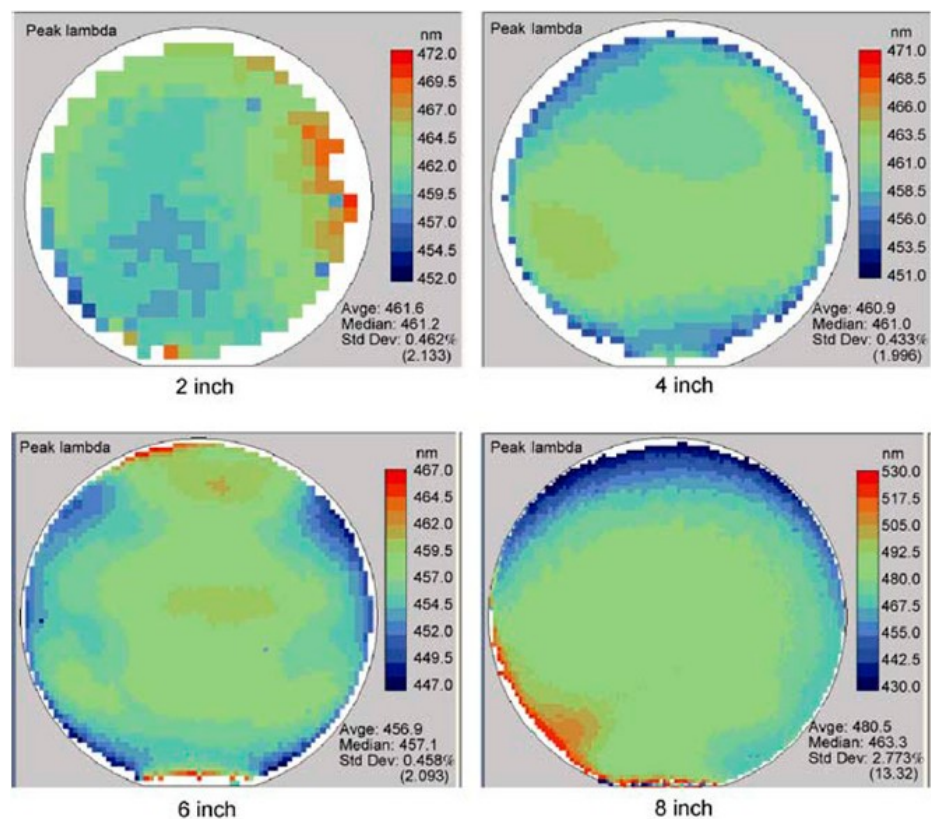 Peak lambda
nm
472.0
469.5
467.0
464.5
462.0
459.5
457.0
454.5
452.0
Avge: 461.6
Median: 461.2
Std Dev: 0.462%
(2.133)
2 inch
Peak lambda
nm
471.0
468.5
466.0
463.5
461.0
458.5
456.0
453.5
451.0
Avge: 460.9
Median: 461.0
Std Dev: 0.433%
(1.996)
4 inch
Peak lambda
nm
467.0
464.5
462.0
459.5
457.0
454.5
452.0
449.5
447.0
Avge: 456.9
Median: 457.1
Std Dev: 0.458%
(2.093)
6 inch
Peak lambda
nm
530.0
517.5
505.0
492.5
480.0
467.5
455.0
442.5
430.0
Avge: 480.5
Median: 463.3
Std Dev: 2.773%
(13.32)
8 inch